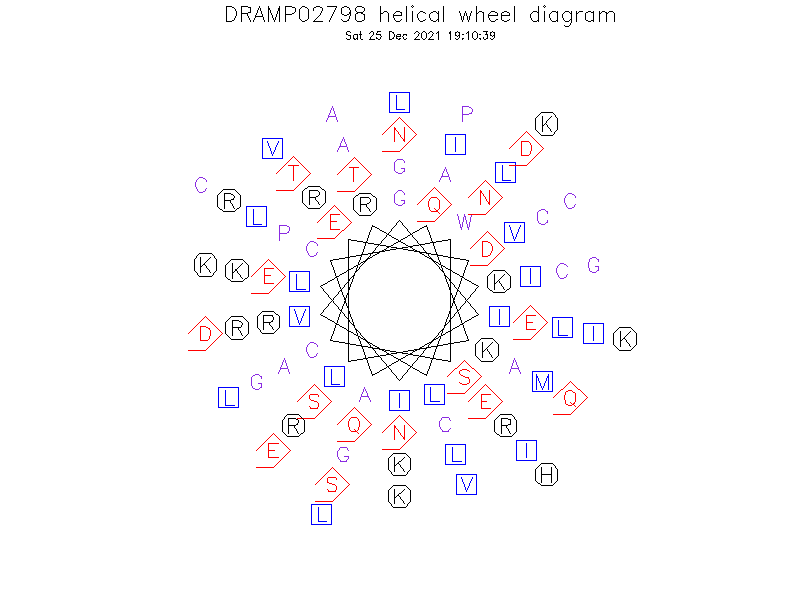 DRAMP02798 helical wheel diagram
Sat 25 Dec 2021 19:10:39
L
A P
K
N
A I
V D
G
T T A L
C
R R R G Q N C
L E W C
P V
C D
K K E L K I C G
D R R V I E L I K
C K
A A
L S
G M
L S A I L E Q
R Q N C R
E G L I
K
H
S V
K
L